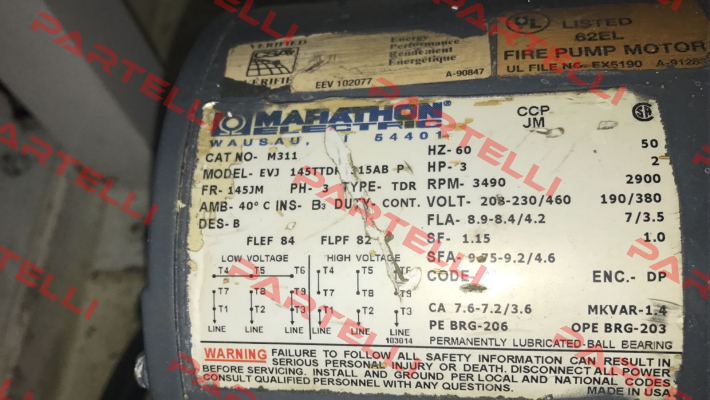 VERIFIED
VERIFIÉ
EEV 102077
Energy
Performance
Rendement
Énergétique
A-90847
UL
LISTED
62EL
FIRE PUMP MOTOR
UL FILE NO. EX5190 A-91283
MARATHON
ELECTRIC
WAUSAU, 54401
CCP
JM
CAT NO- M311
MODEL- EVJ 145TTDR 315AB P
FR- 145JM PH- 3 TYPE- TDR
AMB- 40°C INS- B3 DUTY- CONT.
DES- B
FLEF 84 FLPF 82
HZ- 60 50
HP- 3 2
RPM- 3490 2900
VOLT- 208-230/460 190/380
FLA- 8.9-8.4/4.2 7/3.5
SF- 1.15 1.0
SFA- 9.75-9.2/4.6
CODE- ENC.- DP
CA 7.6-7.2/3.6 MKVAR-1.4
PE BRG-206 OPE BRG-203
PERMANENTLY LUBRICATED-BALL BEARING
LOW VOLTAGE HIGH VOLTAGE
T4 T5 T6 T4 T5
T7 T8 T9 T7 T8 T9
T1 T2 T3 T1 T2 T3
LINE LINE LINE LINE
103014
WARNING FAILURE TO FOLLOW ALL SAFETY INFORMATION CAN RESULT IN
SERIOUS PERSONAL INJURY OR DEATH. DISCONNECT ALL POWER
BEFORE SERVICING. INSTALL AND GROUND PER LOCAL AND NATIONAL CODES
CONSULT QUALIFIED PERSONNEL WITH ANY QUESTIONS. MADE IN USA
PARTELLI
PARTELLI
PARTELLI
PARTELLI
PARTELLI